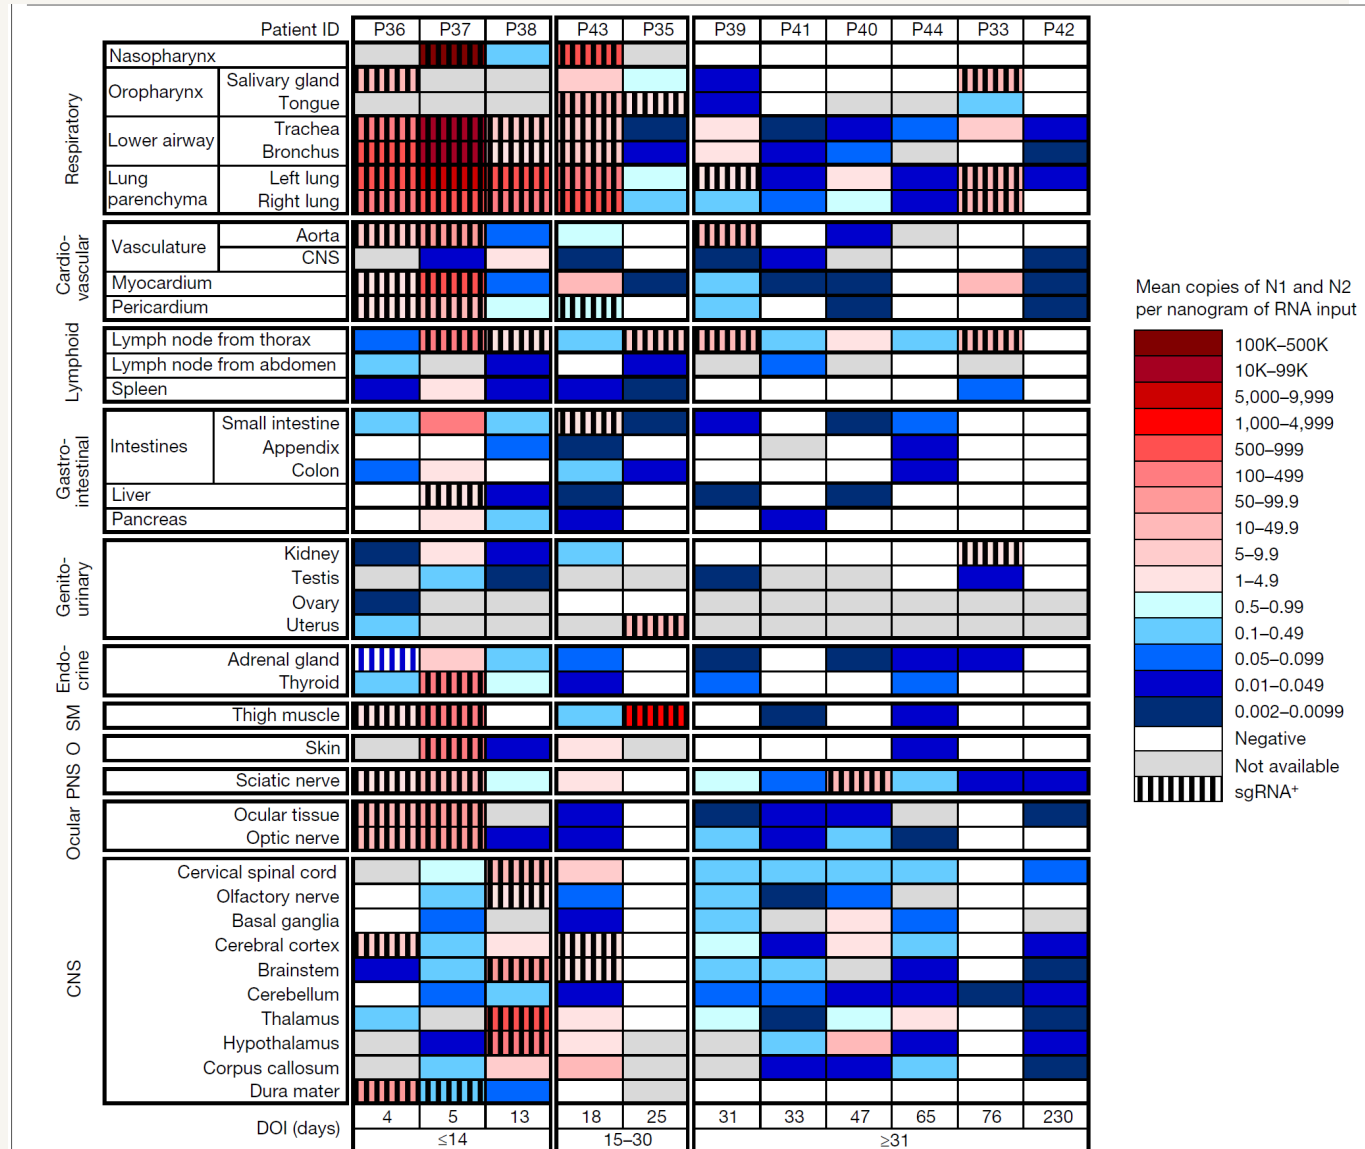 Patient ID P36 P37 P38 P43 P35 P39 P41 P40 P44 P33 P42
Respiratory
Nasopharynx
Oropharynx
Salivary gland
Tongue
Lower airway
Trachea
Bronchus
Lung
parenchyma
Left lung
Right lung
Cardio-
vascular
Vasculature
Aorta
CNS
Myocardium
Pericardium
Lymphoid
Lymph node from thorax
Lymph node from abdomen
Spleen
Gastro-
intestinal
Intestines
Small intestine
Appendix
Colon
Liver
Pancreas
Genito-
urinary
Kidney
Testis
Ovary
Uterus
Endo-
crine
Adrenal gland
Thyroid
SM
Thigh muscle
O
Skin
PNS
Sciatic nerve
Ocular
Ocular tissue
Optic nerve
CNS
Cervical spinal cord
Olfactory nerve
Basal ganglia
Cerebral cortex
Brainstem
Cerebellum
Thalamus
Hypothalamus
Corpus callosum
Dura mater
DOI (days)
4 5 13 18 25 31 33 47 65 76 230
≤14 15–30 ≥31
Mean copies of N1 and N2
per nanogram of RNA input
100K–500K
10K–99K
5,000–9,999
1,000–4,999
500–999
100–499
50–99.9
10–49.9
5–9.9
1–4.9
0.5–0.99
0.1–0.49
0.05–0.099
0.01–0.049
0.002–0.0099
Negative
Not available
sgRNA⁺